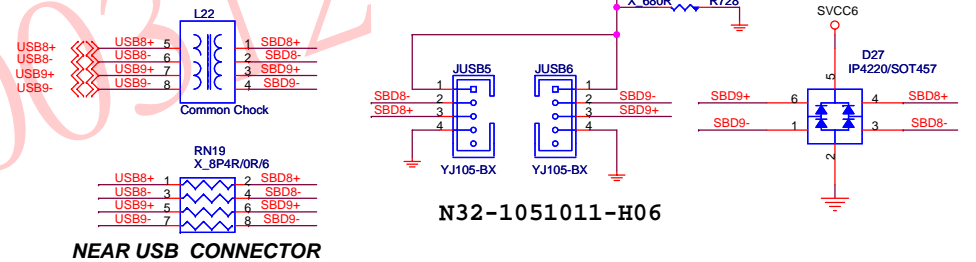 L22
USB8+ USB8+ 5 1 SBD8+
USB8- USB8- 6 2 SBD8-
USB9+ USB9+ 7 3 SBD9+
USB9- USB9- 8 4 SBD9-
Common Chock
RN19
X_8P4R/0R/6
USB8+ 1 2 SBD8+
USB8- 3 4 SBD8-
USB9+ 5 6 SBD9+
USB9- 7 8 SBD9-
NEAR USB CONNECTOR
X_680R R728
JUSB5 JUSB6
1 1
SBD8- 2 2 SBD9-
SBD8+ 3 3 SBD9+
4 4
YJ105-BX YJ105-BX
N32-1051011-H06
SVCC6
D27
IP4220/SOT457
5
SBD9+ 6 4 SBD8+
SBD9- 1 3 SBD8-
2